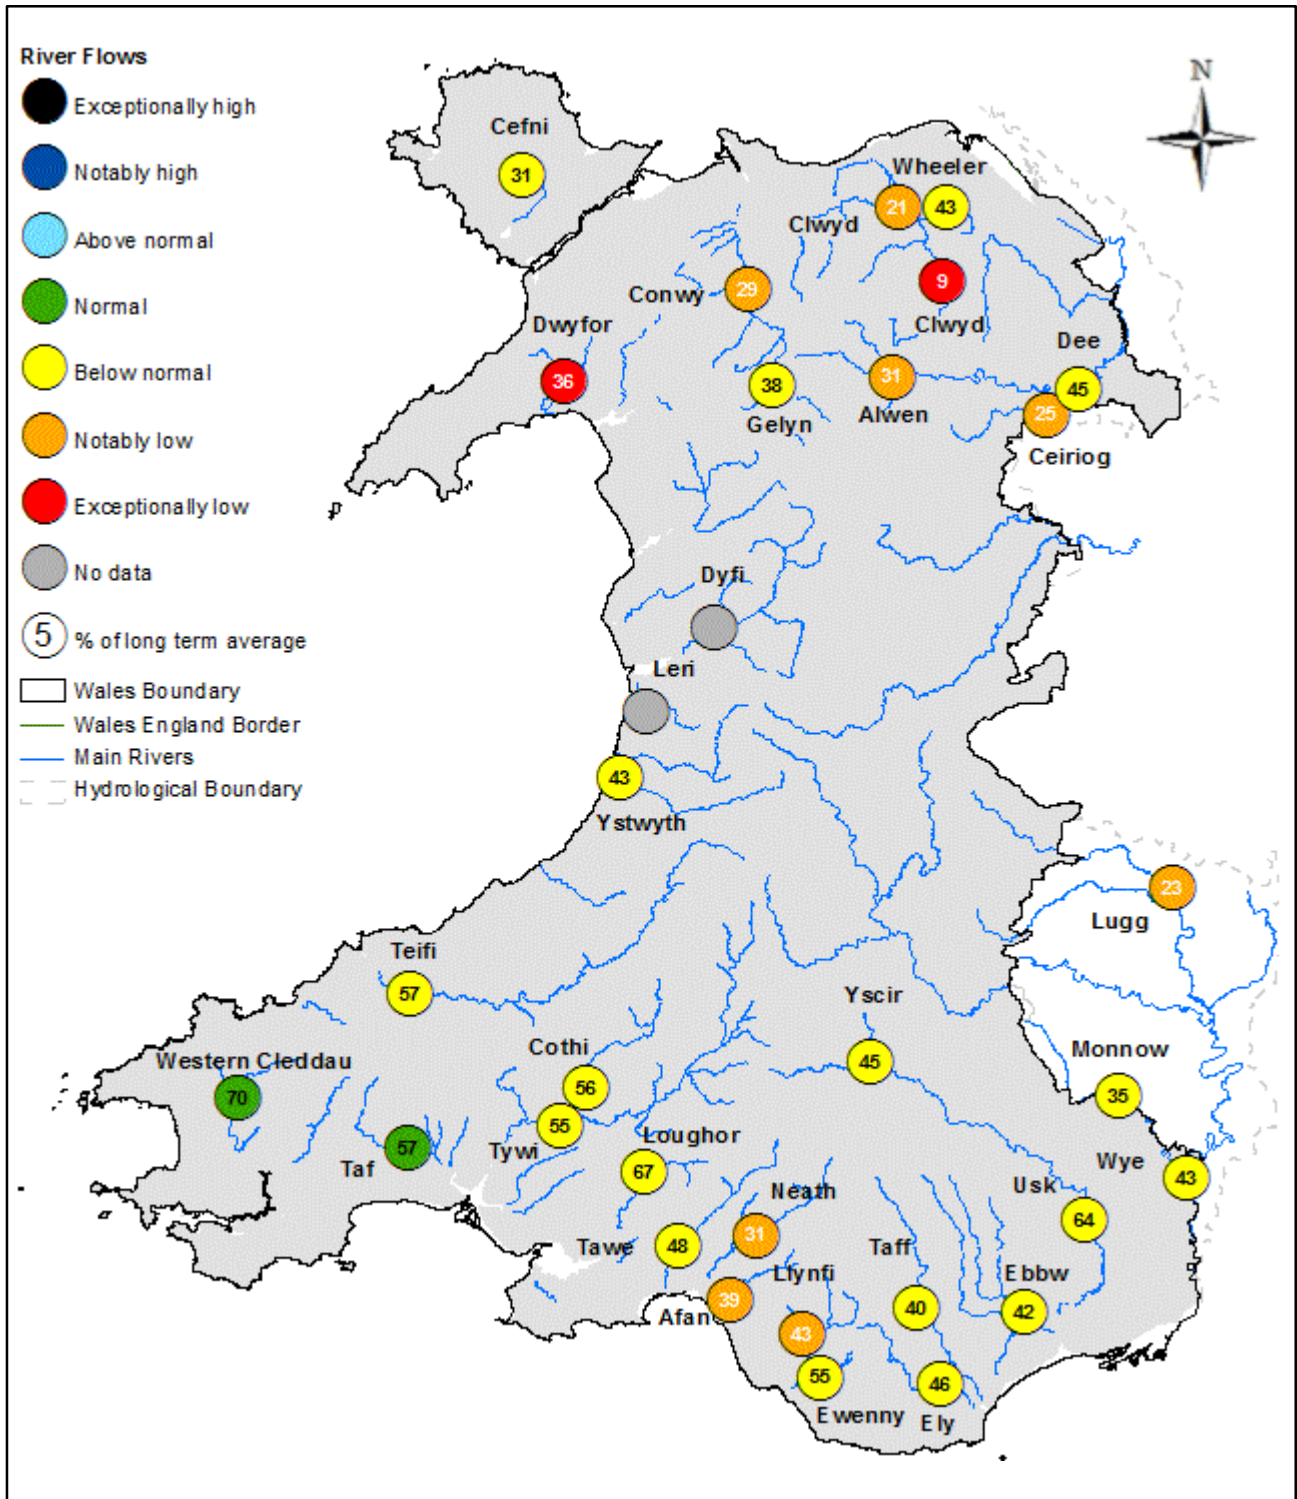 River Flows
Exceptionally high
Notably high
Above normal
Normal
Below normal
Notably low
Exceptionally low
No data
5 % of long term average
Wales Boundary
Wales England Border
Main Rivers
Hydrological Boundary
N
Cefni
31
Wheeler
21
43
Clwyd
9
Clwyd
Conwy
29
Dwyfor
36
38
Gelyn
31
Alwen
Dee
45
25
Ceiriog
Dyfi
Leri
43
Ystwyth
23
Lugg
Teifi
57
Yscir
45
Western Cleddau
70
Cothi
56
55
Tywi
57
Taf
Loughor
67
Monnow
35
Wye
43
Usk
64
Neath
31
Tawe
48
Llynfi
43
Afan
39
Taff
40
Ebbw
42
55
Ewenny
46
Ely